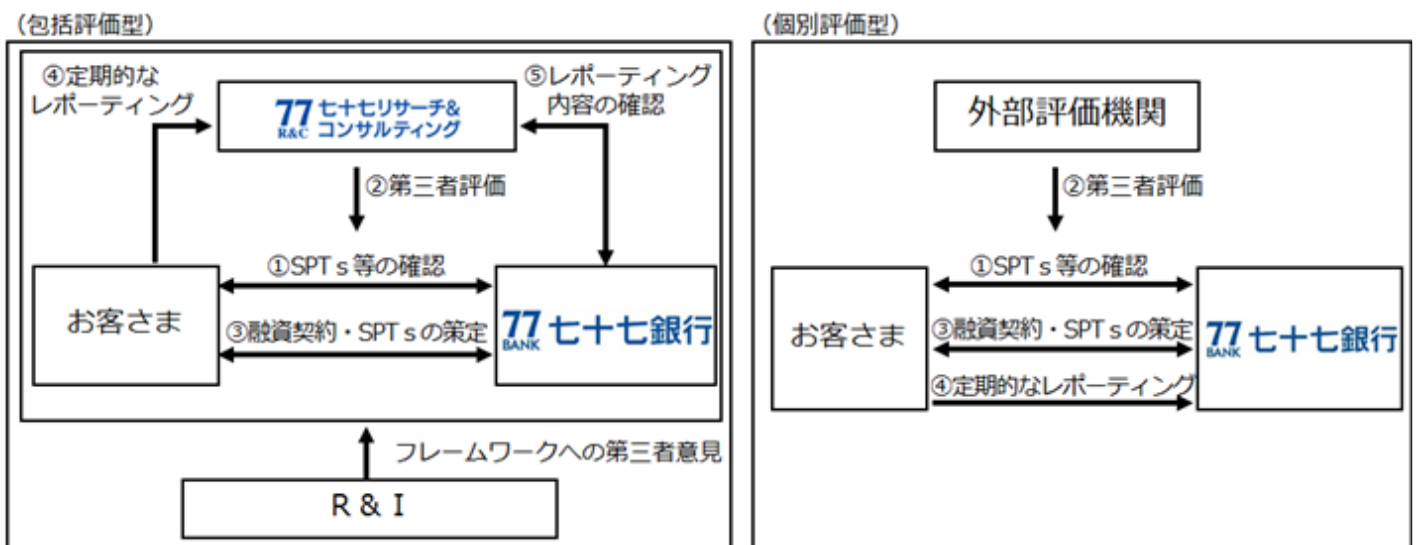 （包括評価型）
④定期的な
レポーティング
77 R&C 七十七リサーチ&
コンサルティング
⑤レポーティング
内容の確認
②第三者評価
①SPTｓ等の確認
お客さま
③融資契約・SPTｓの策定
77 BANK 七十七銀行
フレームワークへの第三者意見
Ｒ＆Ｉ
（個別評価型）
外部評価機関
②第三者評価
①SPTｓ等の確認
お客さま
③融資契約・SPTｓの策定
77 BANK 七十七銀行
④定期的なレポーティング